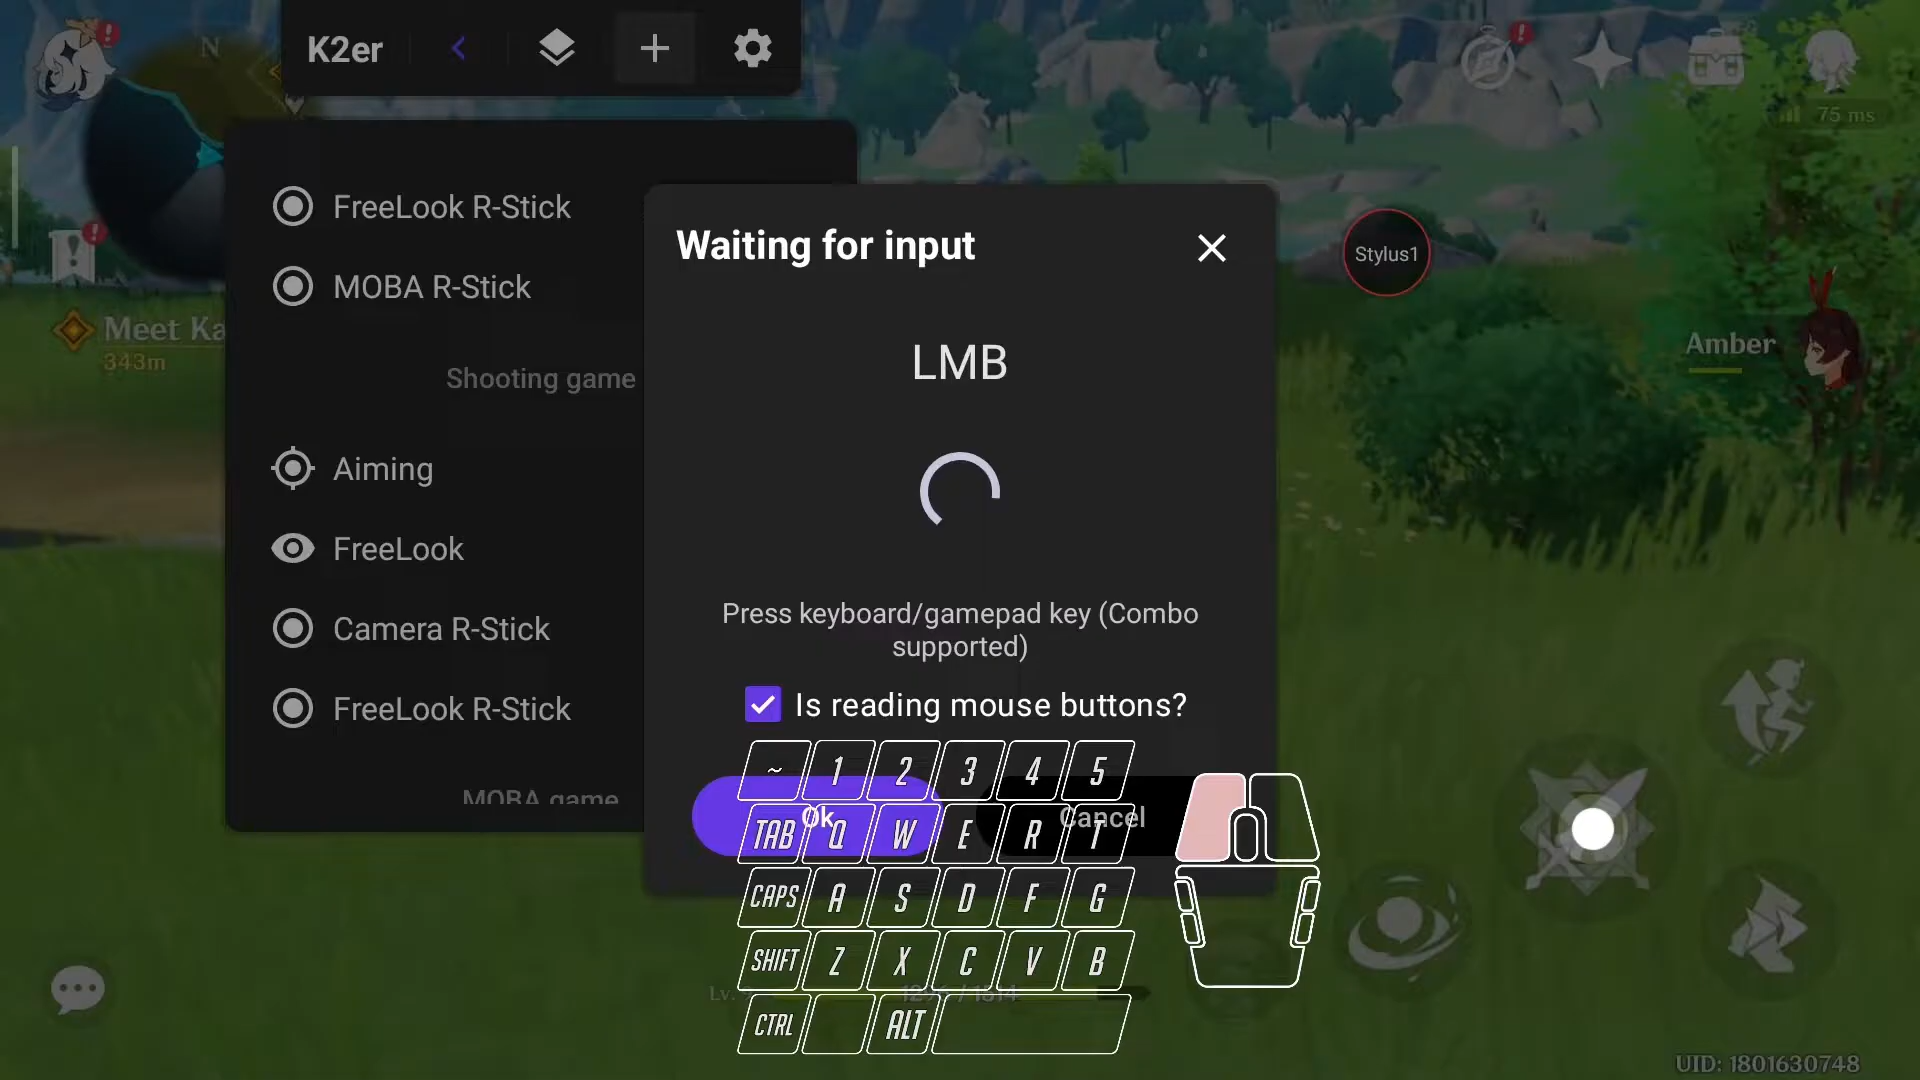 K2er
N
75 ms
FreeLook R-Stick
MOBA R-Stick
Meet Ka
343m
Shooting game
Aiming
FreeLook
Camera R-Stick
FreeLook R-Stick
MOBA game
Waiting for input
LMB
Press keyboard/gamepad key (Combo
supported)
Is reading mouse buttons?
Ok
Cancel
Stylus1
Amber
~ 1 2 3 4 5
TAB Q W E R T
CAPS A S D F G
SHIFT Z X C V B
CTRL ALT
Lv.
UID: 1801630748